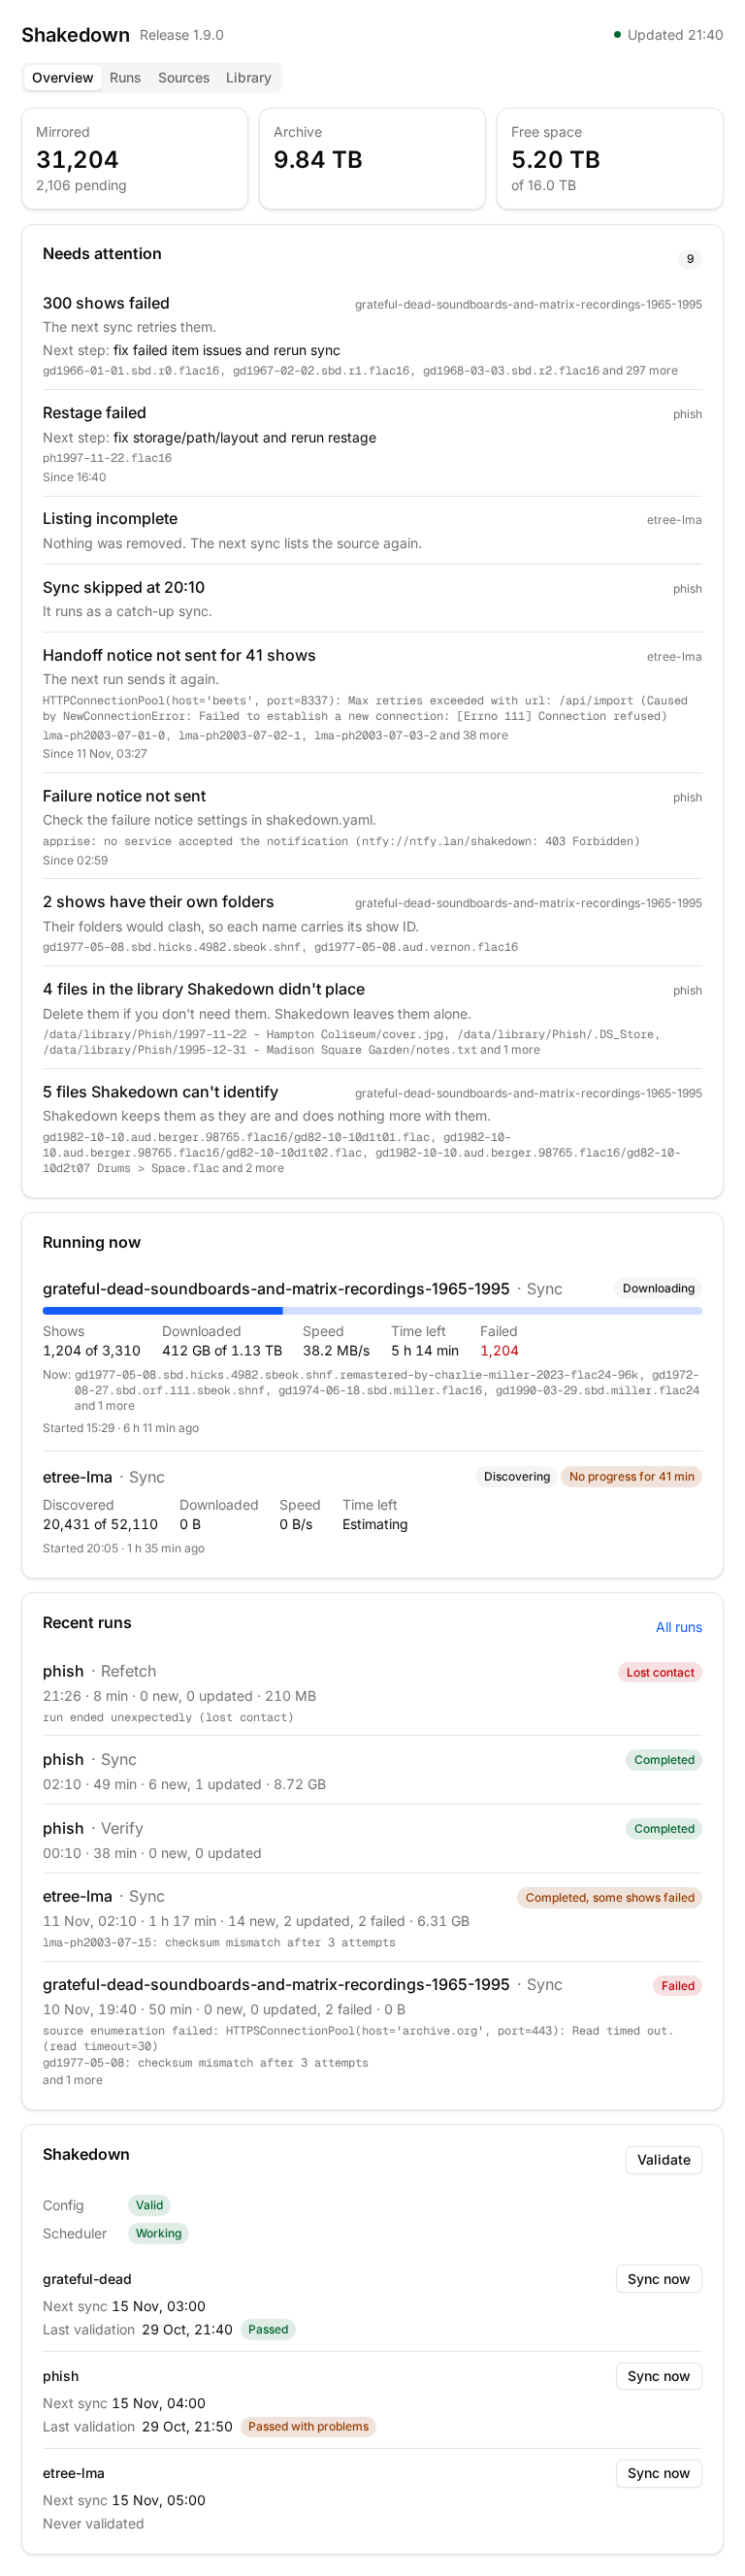 Shakedown Release 1.9.0
Updated 21:40
Overview Runs Sources Library
Mirrored
31,204
2,106 pending
Archive
9.84 TB
Free space
5.20 TB
of 16.0 TB
Needs attention
9
300 shows failed
grateful-dead-soundboards-and-matrix-recordings-1965-1995
The next sync retries them.
Next step: fix failed item issues and rerun sync
gd1966-01-01.sbd.r0.flac16, gd1967-02-02.sbd.r1.flac16, gd1968-03-03.sbd.r2.flac16 and 297 more
Restage failed
phish
Next step: fix storage/path/layout and rerun restage
ph1997-11-22.flac16
Since 16:40
Listing incomplete
etree-lma
Nothing was removed. The next sync lists the source again.
Sync skipped at 20:10
phish
It runs as a catch-up sync.
Handoff notice not sent for 41 shows
etree-lma
The next run sends it again.
HTTPConnectionPool(host='beets', port=8337): Max retries exceeded with url: /api/import (Caused
by NewConnectionError: Failed to establish a new connection: [Errno 111] Connection refused)
lma-ph2003-07-01-0, lma-ph2003-07-02-1, lma-ph2003-07-03-2 and 38 more
Since 11 Nov, 03:27
Failure notice not sent
phish
Check the failure notice settings in shakedown.yaml.
apprise: no service accepted the notification (ntfy://ntfy.lan/shakedown: 403 Forbidden)
Since 02:59
2 shows have their own folders
grateful-dead-soundboards-and-matrix-recordings-1965-1995
Their folders would clash, so each name carries its show ID.
gd1977-05-08.sbd.hicks.4982.sbeok.shnf, gd1977-05-08.aud.vernon.flac16
4 files in the library Shakedown didn't place
phish
Delete them if you don't need them. Shakedown leaves them alone.
/data/library/Phish/1997-11-22 - Hampton Coliseum/cover.jpg, /data/library/Phish/.DS_Store,
/data/library/Phish/1995-12-31 - Madison Square Garden/notes.txt and 1 more
5 files Shakedown can't identify
grateful-dead-soundboards-and-matrix-recordings-1965-1995
Shakedown keeps them as they are and does nothing more with them.
gd1982-10-10.aud.berger.98765.flac16/gd82-10-10d1t01.flac, gd1982-10-
10.aud.berger.98765.flac16/gd82-10-10d1t02.flac, gd1982-10-10.aud.berger.98765.flac16/gd82-10-
10d2t07 Drums > Space.flac and 2 more
Running now
grateful-dead-soundboards-and-matrix-recordings-1965-1995 · Sync
Downloading
Shows Downloaded Speed Time left Failed
1,204 of 3,310 412 GB of 1.13 TB 38.2 MB/s 5 h 14 min 1,204
Now: gd1977-05-08.sbd.hicks.4982.sbeok.shnf.remastered-by-charlie-miller-2023-flac24-96k, gd1972-
08-27.sbd.orf.111.sbeok.shnf, gd1974-06-18.sbd.miller.flac16, gd1990-03-29.sbd.miller.flac24
and 1 more
Started 15:29 · 6 h 11 min ago
etree-lma · Sync
Discovering No progress for 41 min
Discovered Downloaded Speed Time left
20,431 of 52,110 0 B 0 B/s Estimating
Started 20:05 · 1 h 35 min ago
Recent runs
All runs
phish · Refetch
Lost contact
21:26 · 8 min · 0 new, 0 updated · 210 MB
run ended unexpectedly (lost contact)
phish · Sync
Completed
02:10 · 49 min · 6 new, 1 updated · 8.72 GB
phish · Verify
Completed
00:10 · 38 min · 0 new, 0 updated
etree-lma · Sync
Completed, some shows failed
11 Nov, 02:10 · 1 h 17 min · 14 new, 2 updated, 2 failed · 6.31 GB
lma-ph2003-07-15: checksum mismatch after 3 attempts
grateful-dead-soundboards-and-matrix-recordings-1965-1995 · Sync
Failed
10 Nov, 19:40 · 50 min · 0 new, 0 updated, 2 failed · 0 B
source enumeration failed: HTTPSConnectionPool(host='archive.org', port=443): Read timed out.
(read timeout=30)
gd1977-05-08: checksum mismatch after 3 attempts
and 1 more
Shakedown
Validate
Config Valid
Scheduler Working
grateful-dead
Sync now
Next sync 15 Nov, 03:00
Last validation 29 Oct, 21:40 Passed
phish
Sync now
Next sync 15 Nov, 04:00
Last validation 29 Oct, 21:50 Passed with problems
etree-lma
Sync now
Next sync 15 Nov, 05:00
Never validated